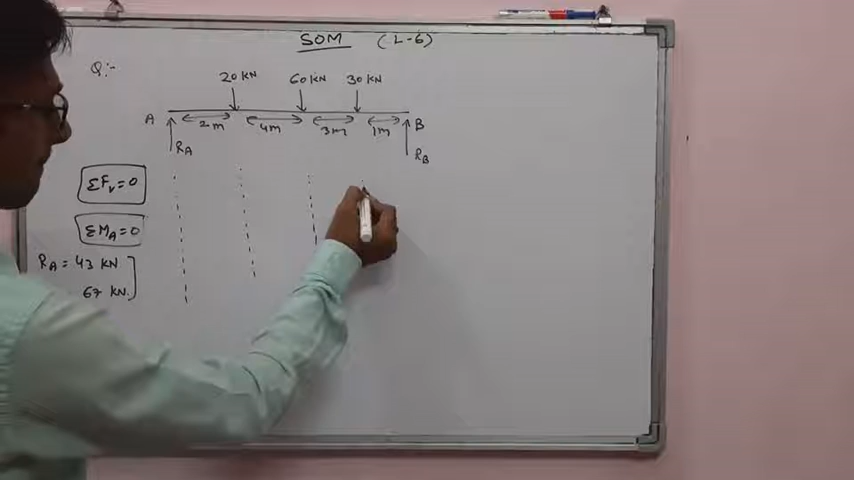 SOM (L-6)
Q:-
20 KN 60 KN 30 KN
A 2m 4m 3m 1m B
RA RB
ΣFv=0
ΣMA=0
RA = 43 KN
67 KN